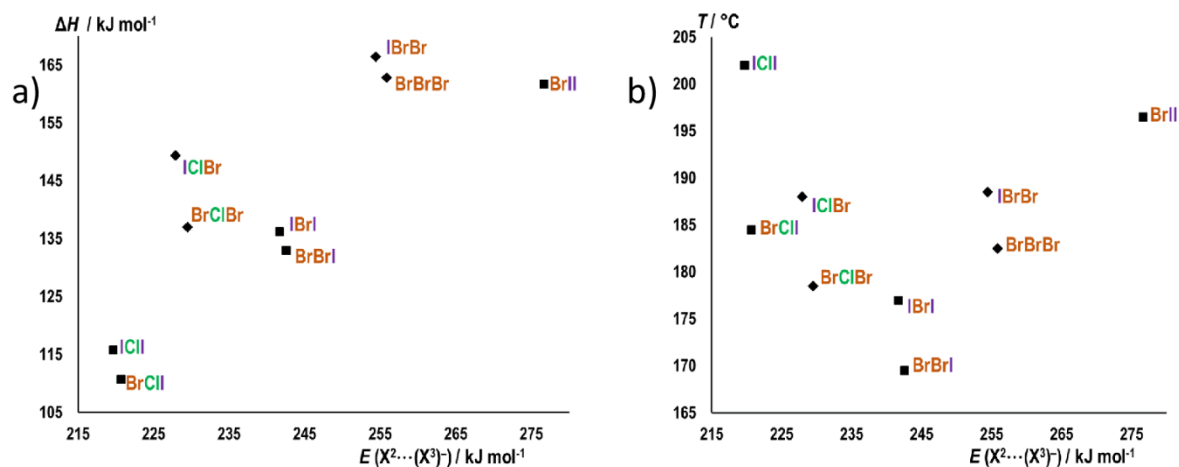 a)
ΔH / kJ mol⁻¹
165
155
145
135
125
115
105
215 225 235 245 255 265 275
E (X²···(X³)⁻) / kJ mol⁻¹
IBrBr
BrBrBr
BrII
IClBr
BrClBr
IBrI
BrBrI
IClI
BrClI
b)
T / °C
205
200
195
190
185
180
175
170
165
215 225 235 245 255 265 275
E (X²···(X³)⁻) / kJ mol⁻¹
IClI
BrII
IBrBr
IClBr
BrClI
BrBrBr
BrClBr
IBrI
BrBrI